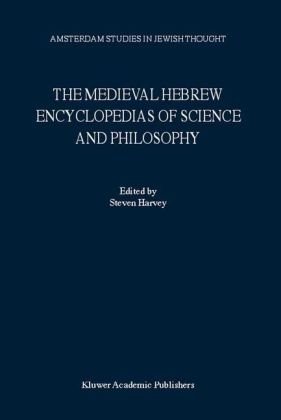 AMSTERDAM STUDIES IN JEWISH THOUGHT
THE MEDIEVAL HEBREW
ENCYCLOPEDIAS OF SCIENCE
AND PHILOSOPHY
Edited by
Steven Harvey
Kluwer Academic Publishers